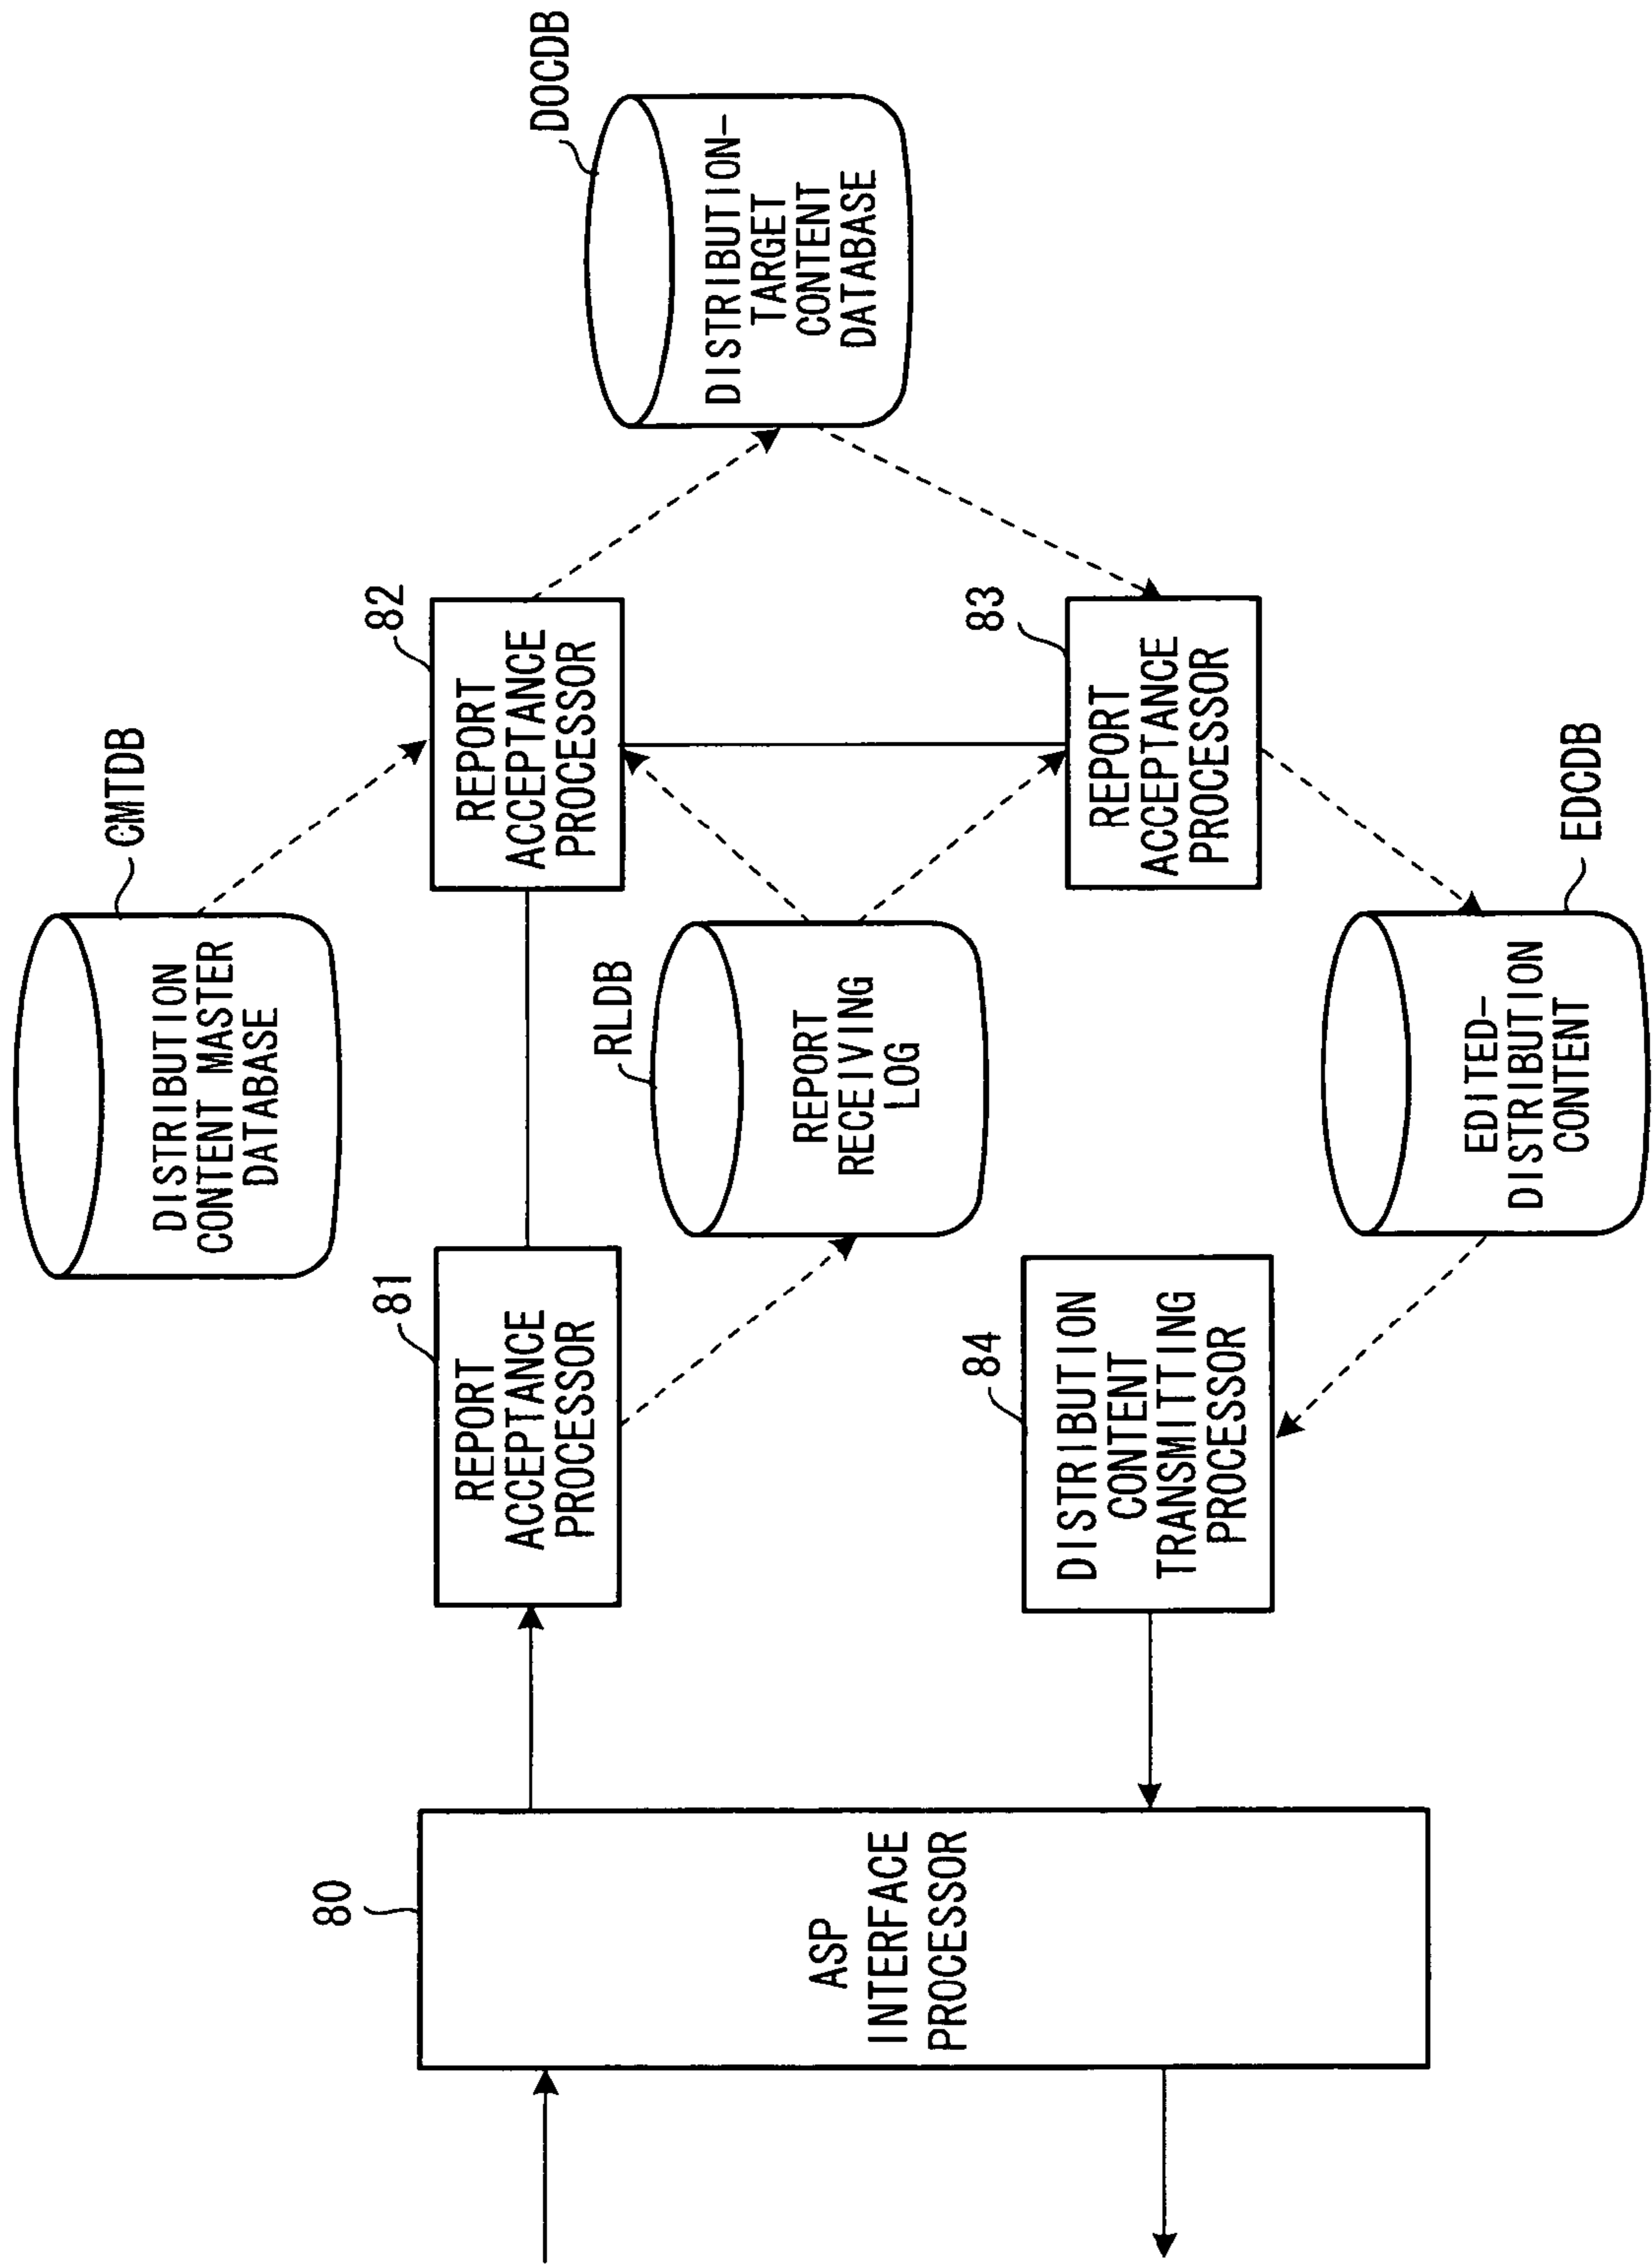 80
ASP
INTERFACE
PROCESSOR
81
REPORT
ACCEPTANCE
PROCESSOR
CMTDB
DISTRIBUTION
CONTENT MASTER
DATABASE
82
REPORT
ACCEPTANCE
PROCESSOR
DOCDB
DISTRIBUTION-
TARGET
CONTENT
DATABASE
RLDB
REPORT
RECEIVING
LOG
83
REPORT
ACCEPTANCE
PROCESSOR
84
DISTRIBUTION
CONTENT
TRANSMITTING
PROCESSOR
EDITED-
DISTRIBUTION
CONTENT
EDCDB